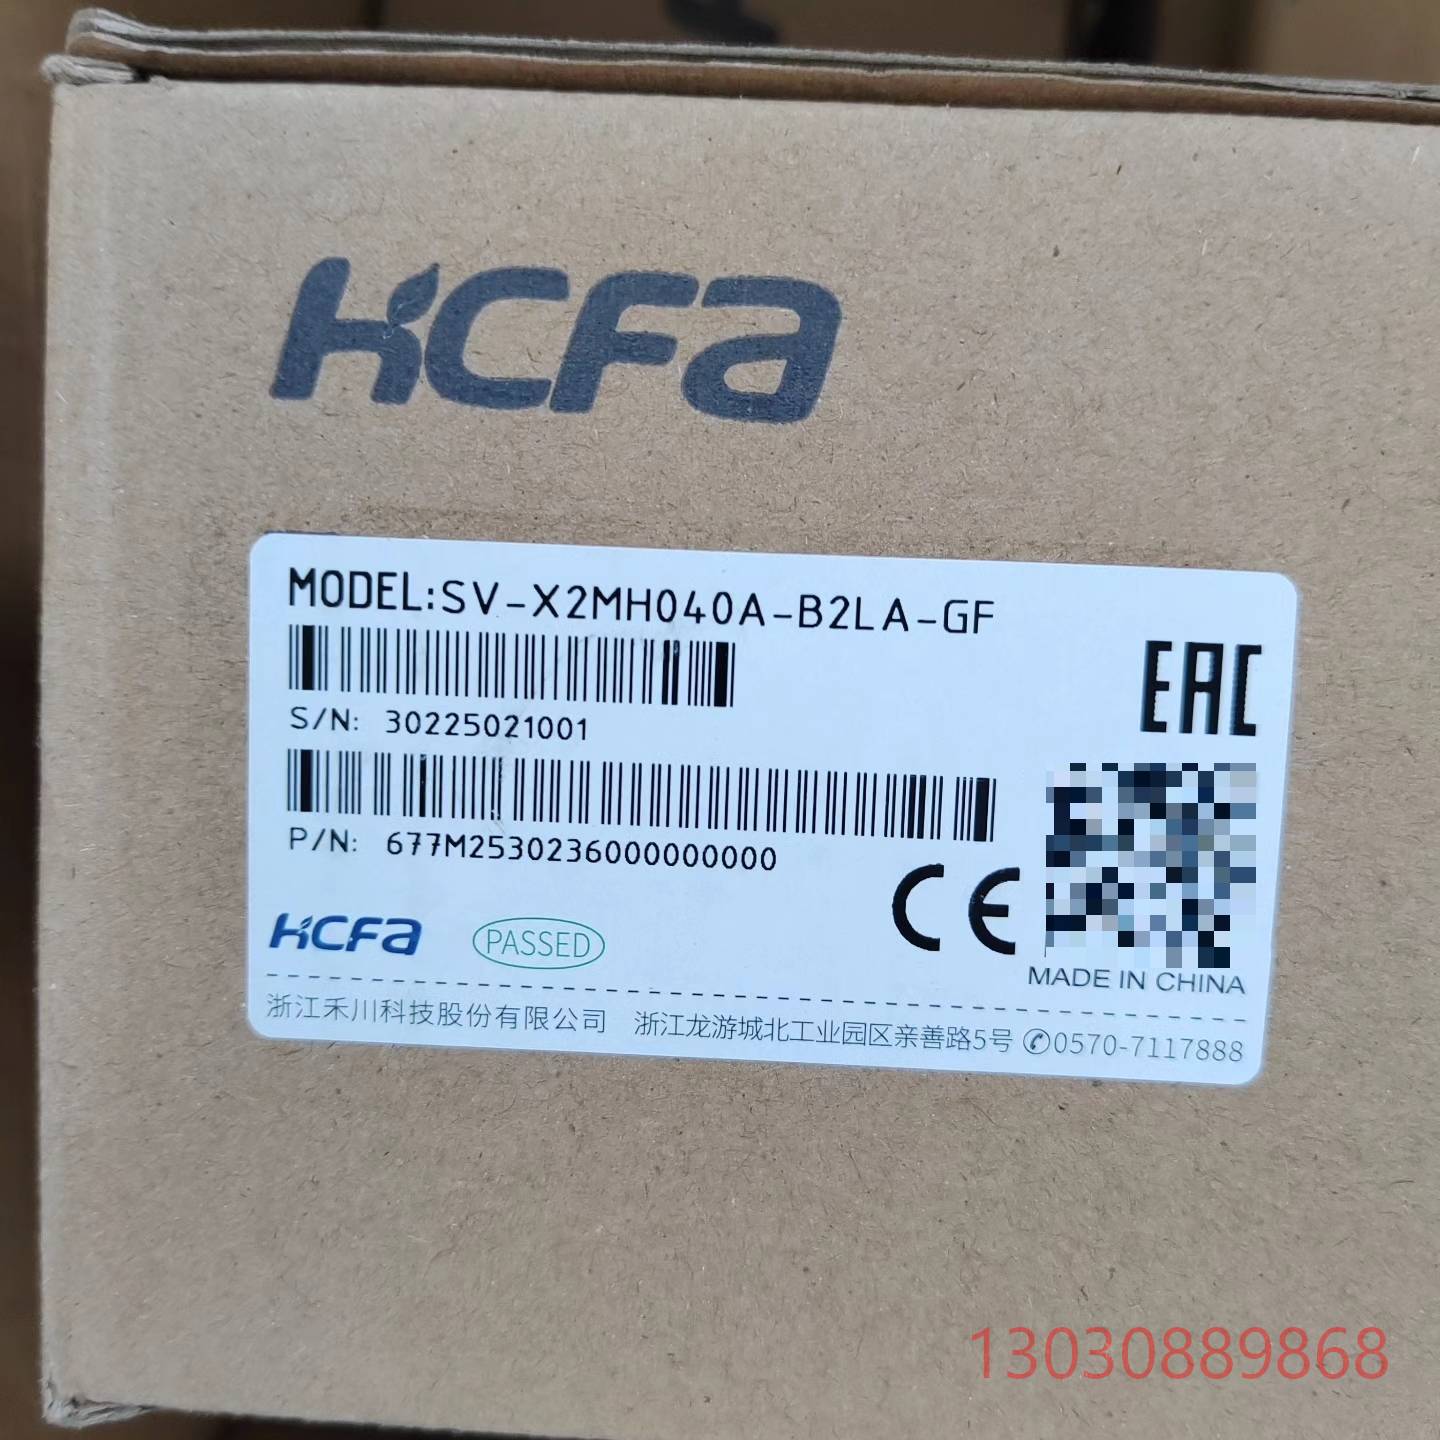 HCFA
MODEL:SV-X2MH040A-B2LA-GF
S/N: 30225021001
EAC
P/N: 677M2530236000000000
CE
HCFA PASSED
MADE IN CHINA
浙江禾川科技股份有限公司 浙江龙游城北工业园区亲善路5号 ✆0570-7117888
13030889868